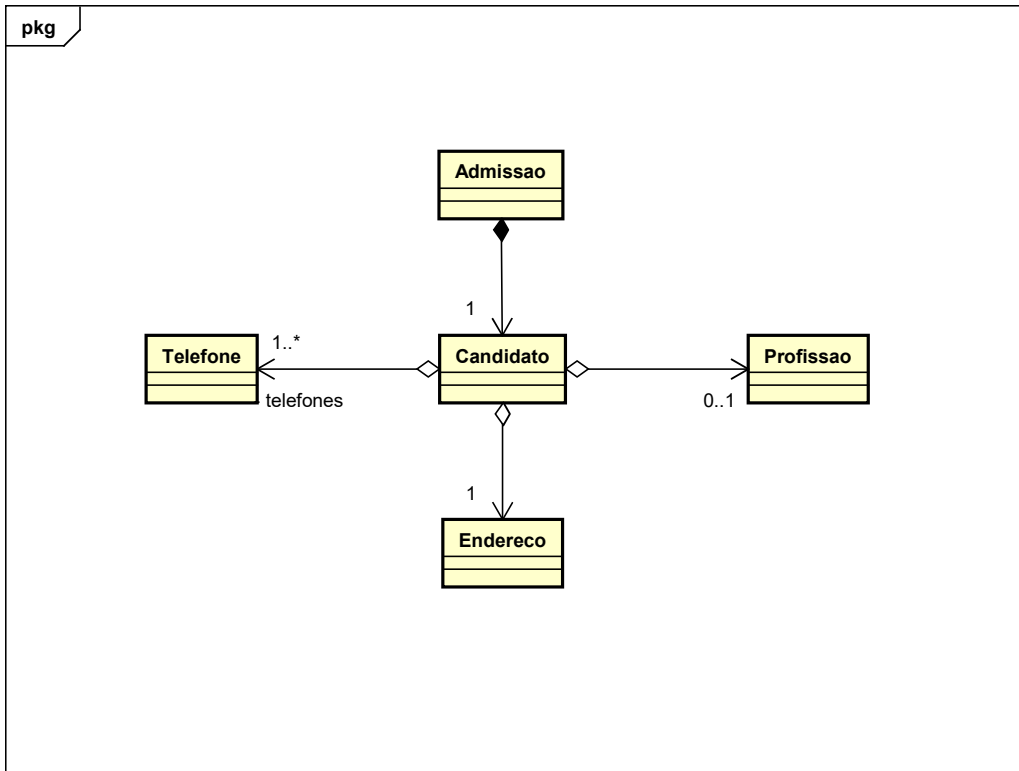 pkg
Admissao
1
Telefone
1..*
telefones
Candidato
Profissao
0..1
1
Endereco